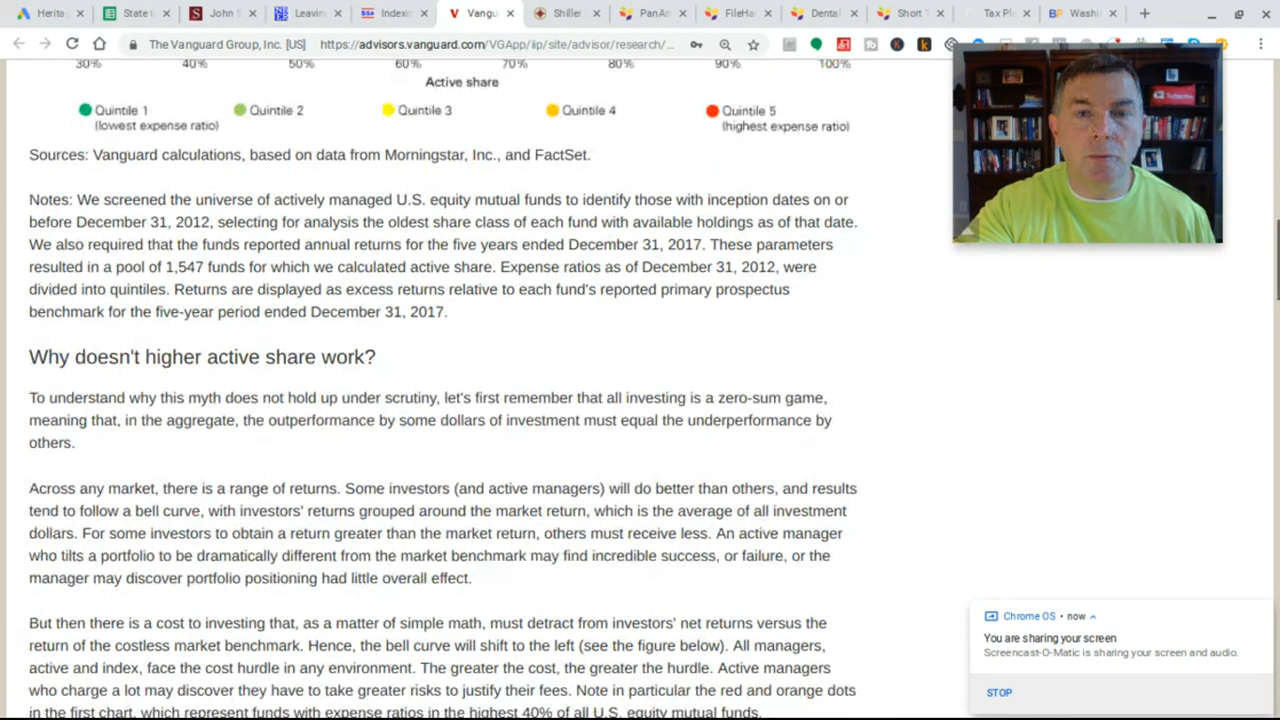 Herita
State t
John S
Leavin
Indexin
Vangu
Shiller
PanAm
FileHa
Dental
Short T
Tax Pl
Washi
The Vanguard Group, Inc. [US]
https://advisors.vanguard.com/VGApp/iip/site/advisor/research/...
30% 40% 50% 60% 70% 80% 90% 100%
Active share
Quintile 1 Quintile 2 Quintile 3 Quintile 4 Quintile 5
(lowest expense ratio) (highest expense ratio)
Sources: Vanguard calculations, based on data from Morningstar, Inc., and FactSet.
Notes: We screened the universe of actively managed U.S. equity mutual funds to identify those with inception dates on or
before December 31, 2012, selecting for analysis the oldest share class of each fund with available holdings as of that date.
We also required that the funds reported annual returns for the five years ended December 31, 2017. These parameters
resulted in a pool of 1,547 funds for which we calculated active share. Expense ratios as of December 31, 2012, were
divided into quintiles. Returns are displayed as excess returns relative to each fund's reported primary prospectus
benchmark for the five-year period ended December 31, 2017.
Why doesn't higher active share work?
To understand why this myth does not hold up under scrutiny, let's first remember that all investing is a zero-sum game,
meaning that, in the aggregate, the outperformance by some dollars of investment must equal the underperformance by
others.
Across any market, there is a range of returns. Some investors (and active managers) will do better than others, and results
tend to follow a bell curve, with investors' returns grouped around the market return, which is the average of all investment
dollars. For some investors to obtain a return greater than the market return, others must receive less. An active manager
who tilts a portfolio to be dramatically different from the market benchmark may find incredible success, or failure, or the
manager may discover portfolio positioning had little overall effect.
But then there is a cost to investing that, as a matter of simple math, must detract from investors' net returns versus the
return of the costless market benchmark. Hence, the bell curve will shift to the left (see the figure below). All managers,
active and index, face the cost hurdle in any environment. The greater the cost, the greater the hurdle. Active managers
who charge a lot may discover they have to take greater risks to justify their fees. Note in particular the red and orange dots
in the first chart, which represent funds with expense ratios in the highest 40% of all U.S. equity mutual funds.
Chrome OS • now
You are sharing your screen
Screencast-O-Matic is sharing your screen and audio.
STOP